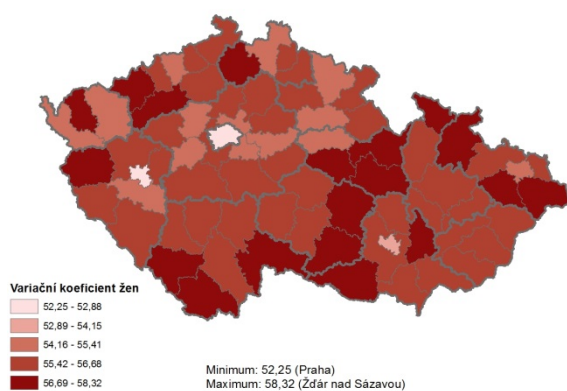 Variační koeficient žen
52,25 - 52,88
52,89 - 54,15
54,16 - 55,41
55,42 - 56,68
56,69 - 58,32
Minimum: 52,25 (Praha)
Maximum: 58,32 (Žďár nad Sázavou)